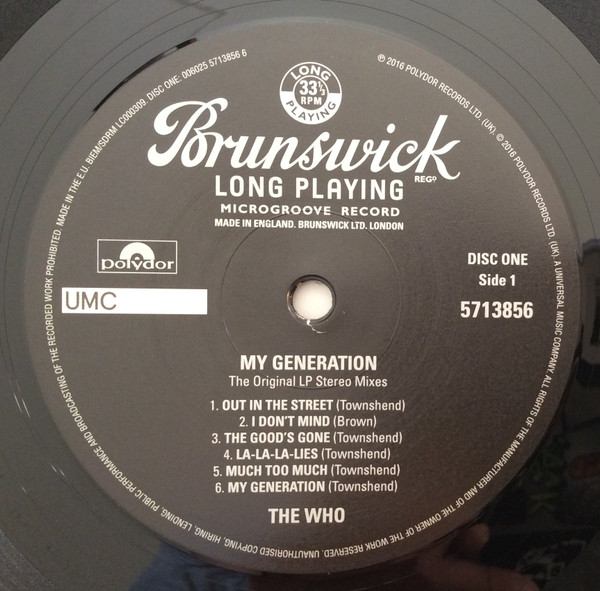 LONG
33⅓
RPM
PLAYING
Brunswick
REGᴰ
LONG PLAYING
MICROGROOVE RECORD
MADE IN ENGLAND. BRUNSWICK LTD. LONDON
polydor
UMC
DISC ONE
Side 1
5713856
MY GENERATION
The Original LP Stereo Mixes
1. OUT IN THE STREET (Townshend)
2. I DON'T MIND (Brown)
3. THE GOOD'S GONE (Townshend)
4. LA-LA-LA-LIES (Townshend)
5. MUCH TOO MUCH (Townshend)
6. MY GENERATION (Townshend)
THE WHO
℗ 2016 POLYDOR RECORDS LTD. (UK). © 2016 POLYDOR RECORDS LTD. (UK). A UNIVERSAL MUSIC COMPANY. ALL RIGHTS OF THE MANUFACTURER AND OF THE OWNER OF THE WORK RESERVED. UNAUTHORISED COPYING, HIRING, LENDING, PUBLIC PERFORMANCE AND BROADCASTING OF THE RECORDED WORK PROHIBITED. MADE IN THE E.U. BIEM/SDRM LC000309. DISC ONE: 006025 5713856 6